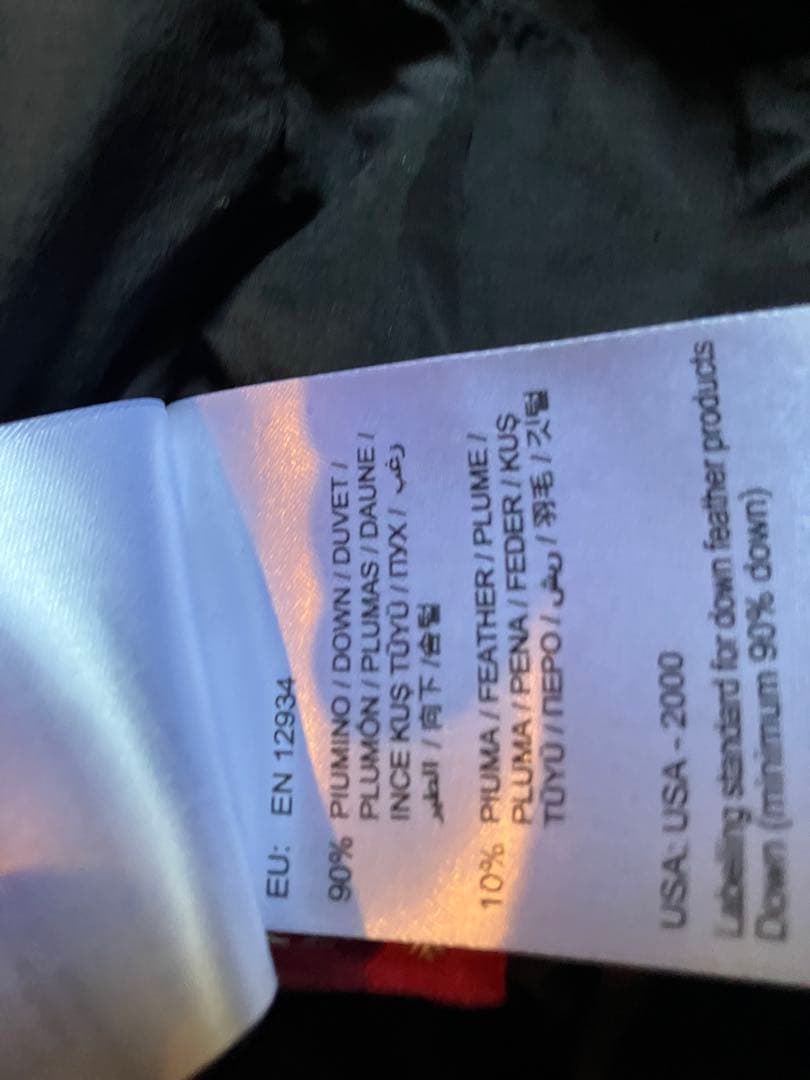 EU: EN 12934
90% PIUMINO / DOWN / DUVET /
PLUMÓN / PLUMAS / DAUNE /
INCE KUŞ TÜYÜ / ПУХ / زغب
الطير / 向下 / 솜털
10% PIUMA / FEATHER / PLUME /
PLUMA / PENA / FEDER / KUŞ
TÜYÜ / ПЕРО / ريش / 羽毛 / 깃털
USA: USA - 2000
Labelling standard for down feather products
Down (minimum 90% down)